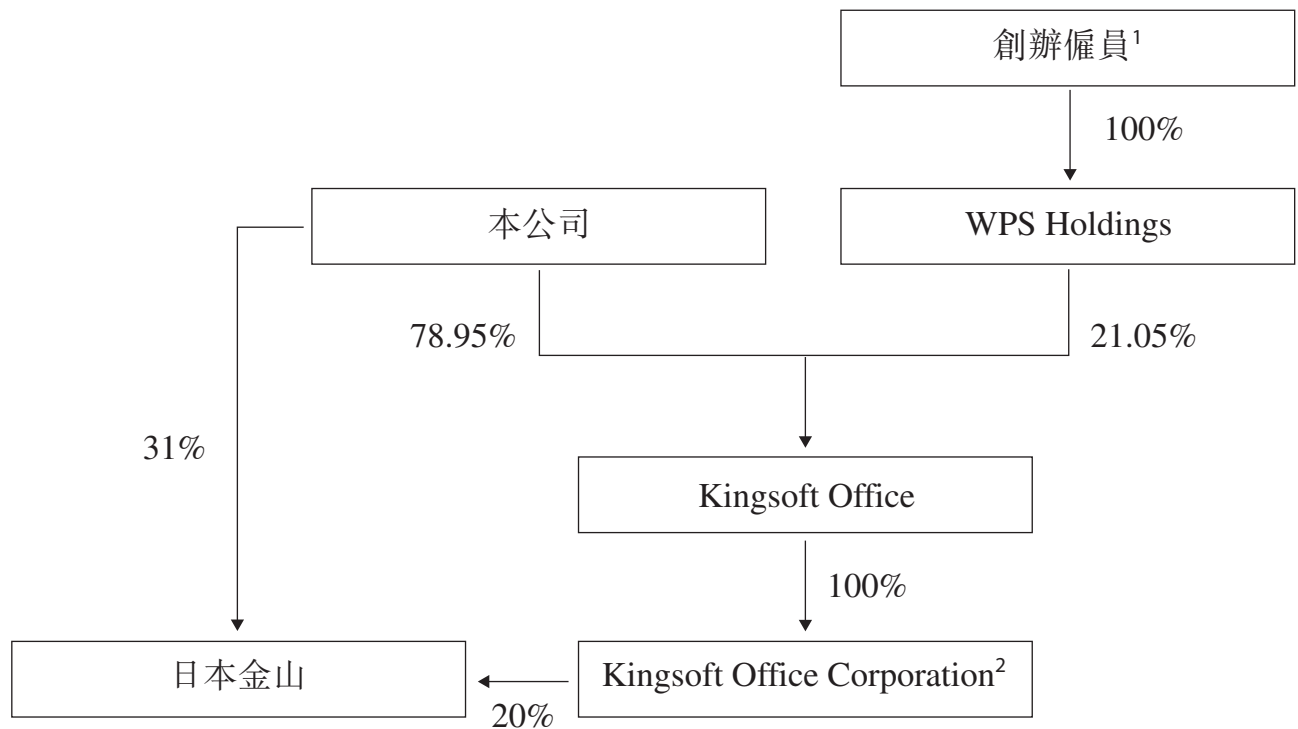 創辦僱員¹
100%
本公司
WPS Holdings
78.95%
21.05%
31%
Kingsoft Office
100%
日本金山
Kingsoft Office Corporation²
20%